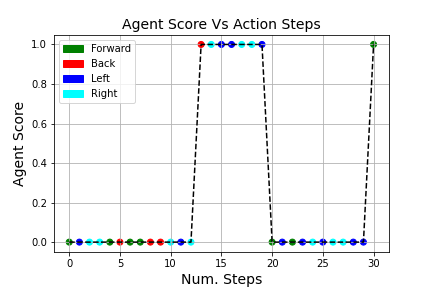 Agent Score Vs Action Steps
1.0
0.8
0.6
0.4
0.2
0.0
Agent Score
Forward
Back
Left
Right
0 5 10 15 20 25 30
Num. Steps